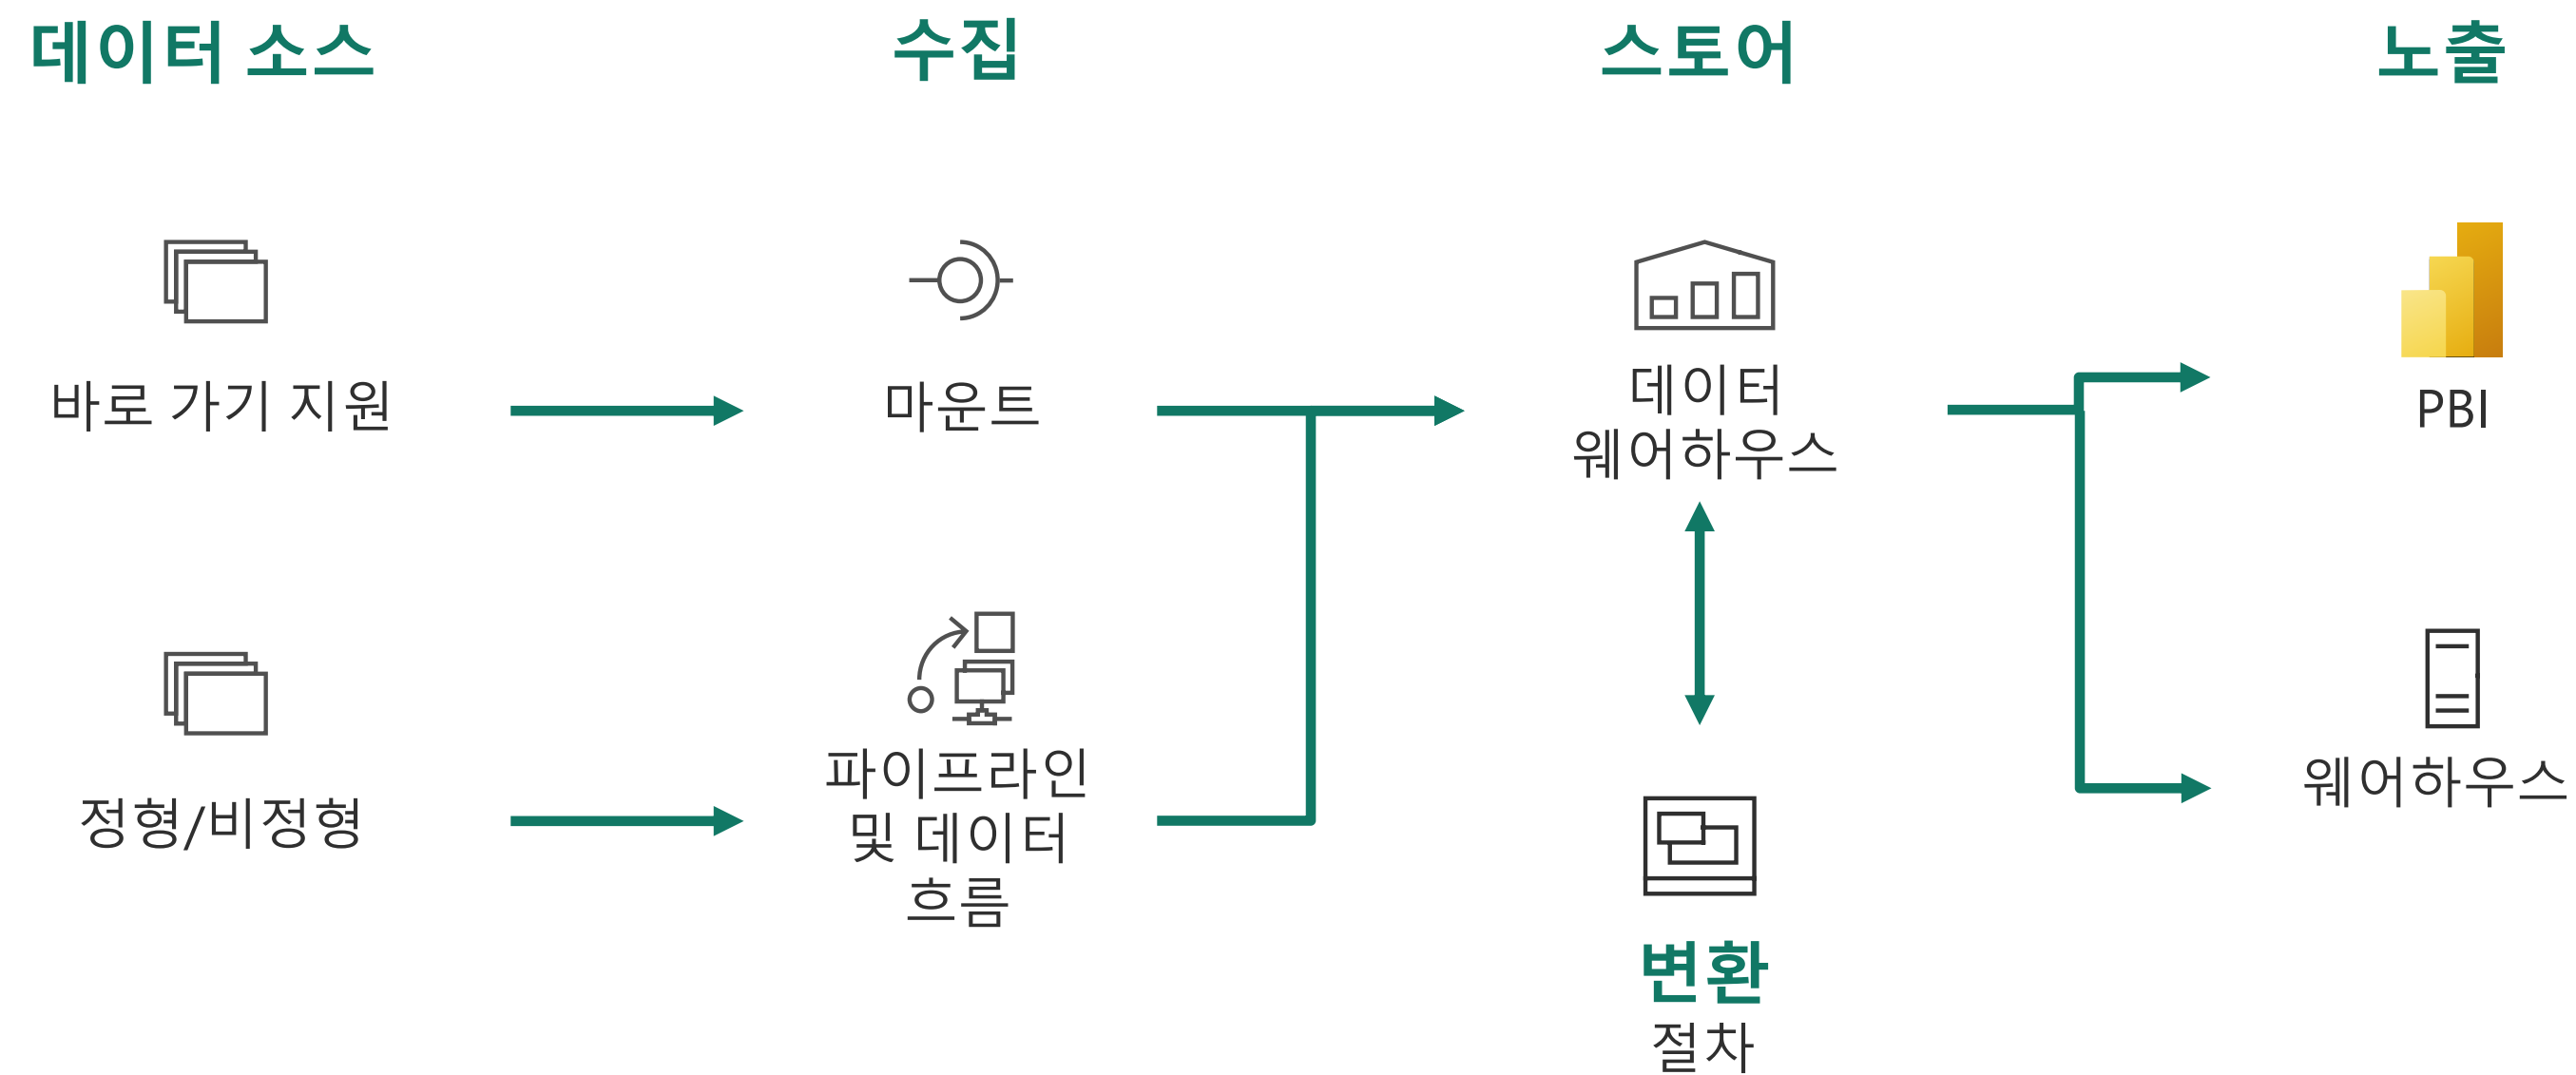 데이터 소스
수집
스토어
노출
바로 가기 지원
마운트
데이터
웨어하우스
PBI
정형/비정형
파이프라인
및 데이터
흐름
변환
절차
웨어하우스